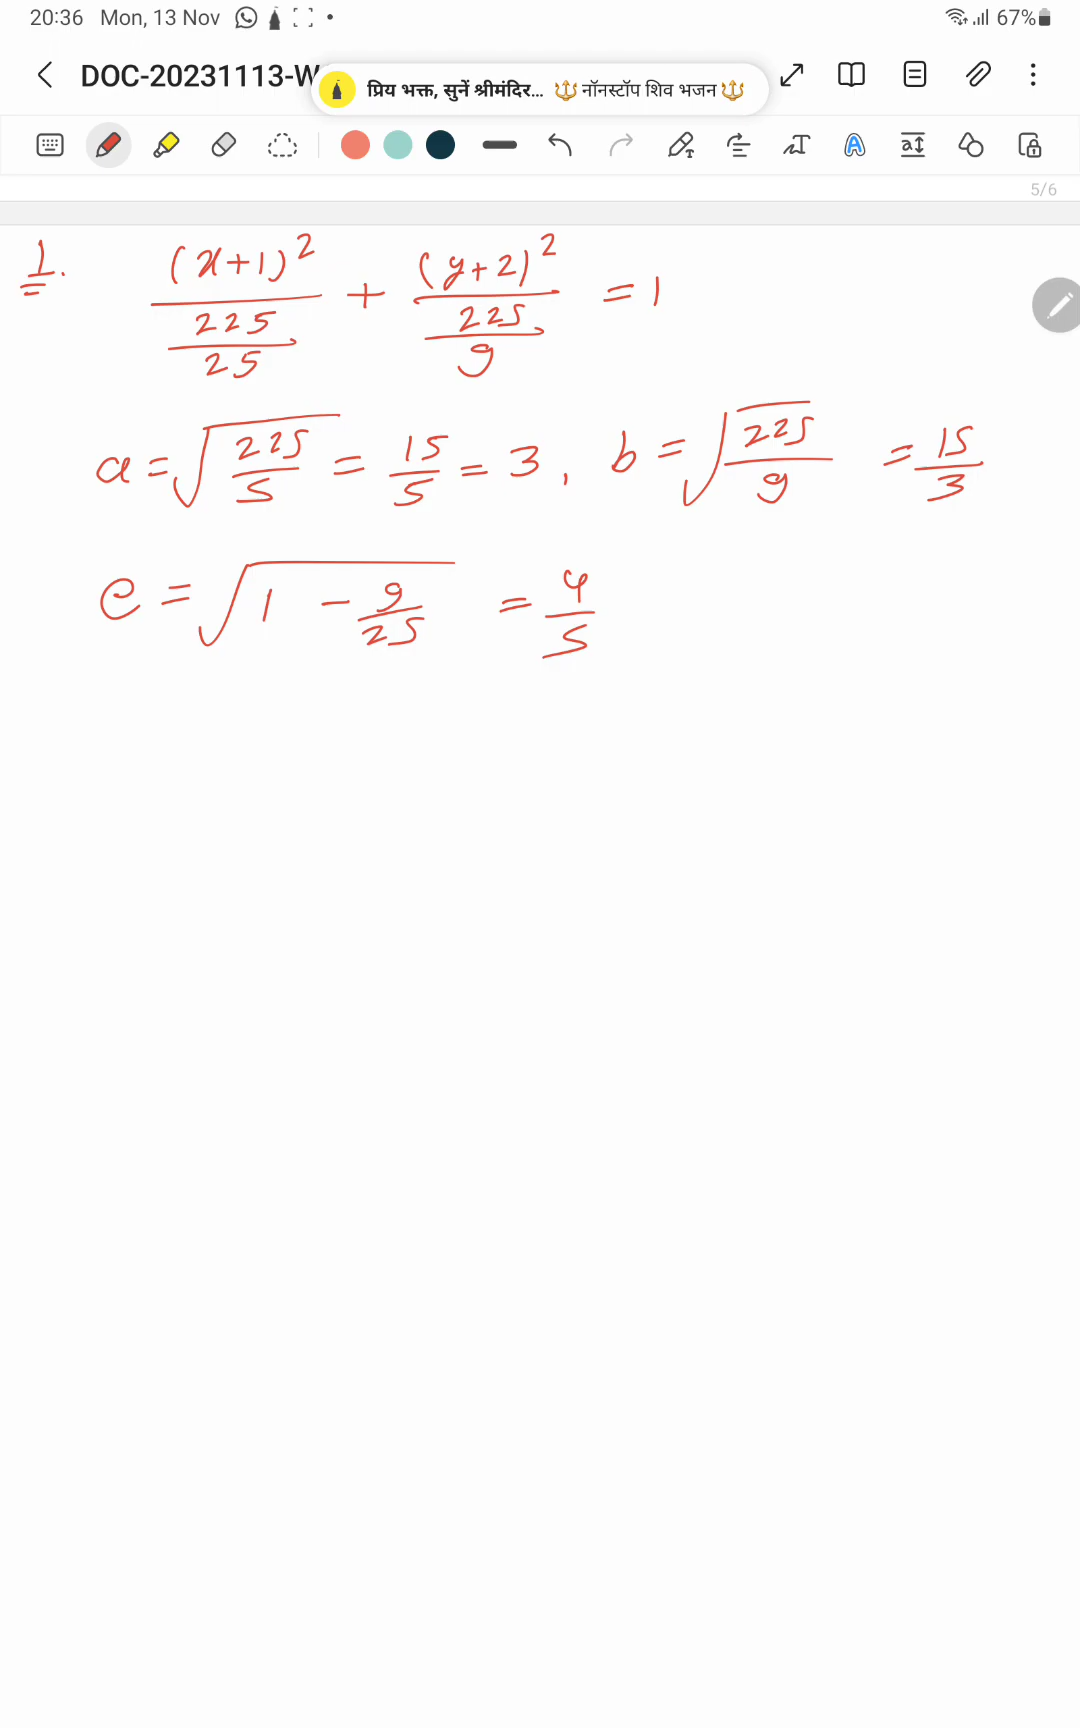 20:36 Mon, 13 Nov 67%
DOC-20231113-W
प्रिय भक्त, सुनें श्रीमंदिर... 🔱 नॉनस्टॉप शिव भजन 🔱
5/6
1. (x+1)²/(225/25) + (y+2)²/(225/9) = 1
a = √(225/5) = 15/5 = 3, b = √(225/9) = 15/3
e = √(1 - 9/25) = 4/5